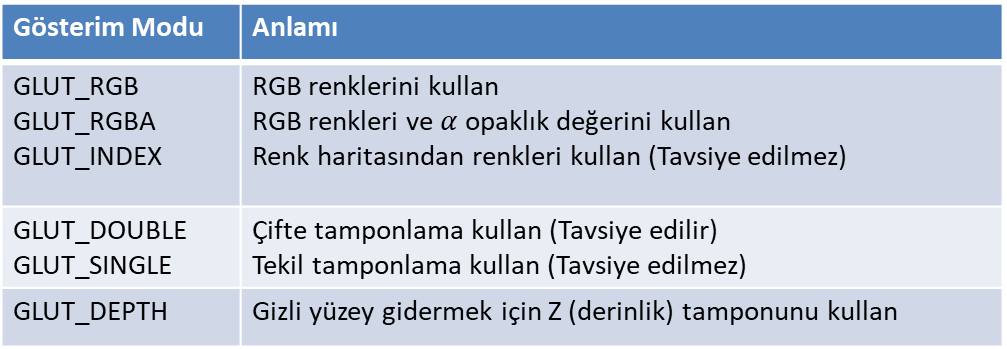 Gösterim Modu Anlamı
GLUT_RGB RGB renklerini kullan
GLUT_RGBA RGB renkleri ve α opaklık değerini kullan
GLUT_INDEX Renk haritasından renkleri kullan (Tavsiye edilmez)
GLUT_DOUBLE Çifte tamponlama kullan (Tavsiye edilir)
GLUT_SINGLE Tekil tamponlama kullan (Tavsiye edilmez)
GLUT_DEPTH Gizli yüzey gidermek için Z (derinlik) tamponunu kullan